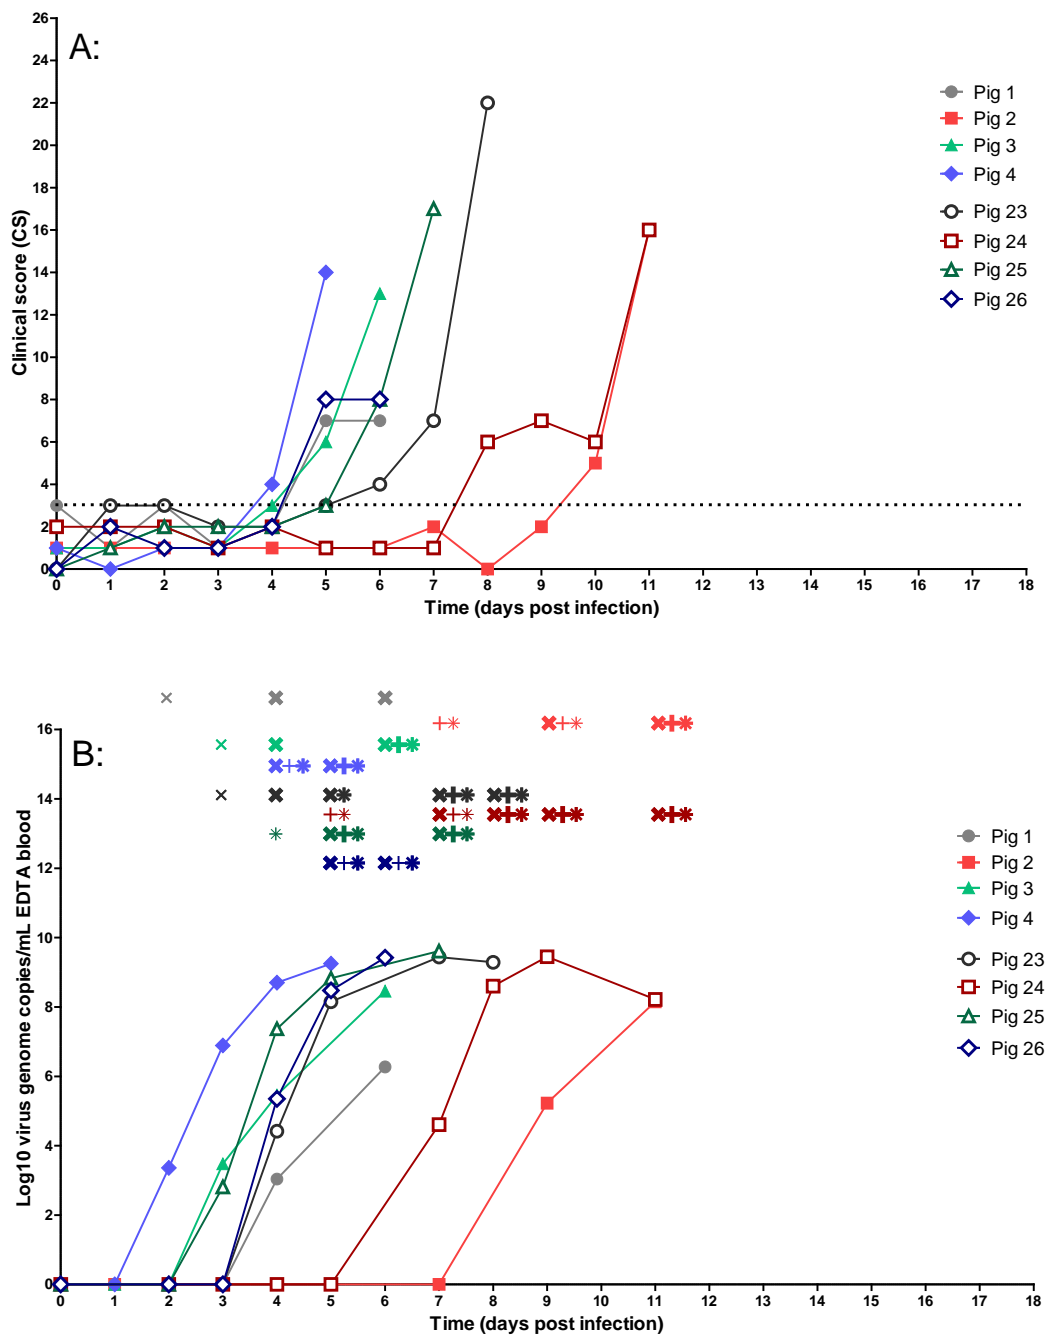 A:
26
24
22
20
18
16
14
12
10
8
6
4
2
0
Clinical score (CS)
0 1 2 3 4 5 6 7 8 9 10 11 12 13 14 15 16 17 18
Time (days post infection)
Pig 1
Pig 2
Pig 3
Pig 4
Pig 23
Pig 24
Pig 25
Pig 26
B:
16
14
12
10
8
6
4
2
0
Log10 virus genome copies/mL EDTA blood
0 1 2 3 4 5 6 7 8 9 10 11 12 13 14 15 16 17 18
Time (days post infection)
Pig 1
Pig 2
Pig 3
Pig 4
Pig 23
Pig 24
Pig 25
Pig 26